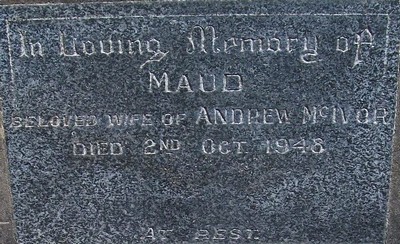 In Loving Memory of
MAUD
BELOVED WIFE OF ANDREW McIVOR
DIED 2ND OCT 1948
AT REST